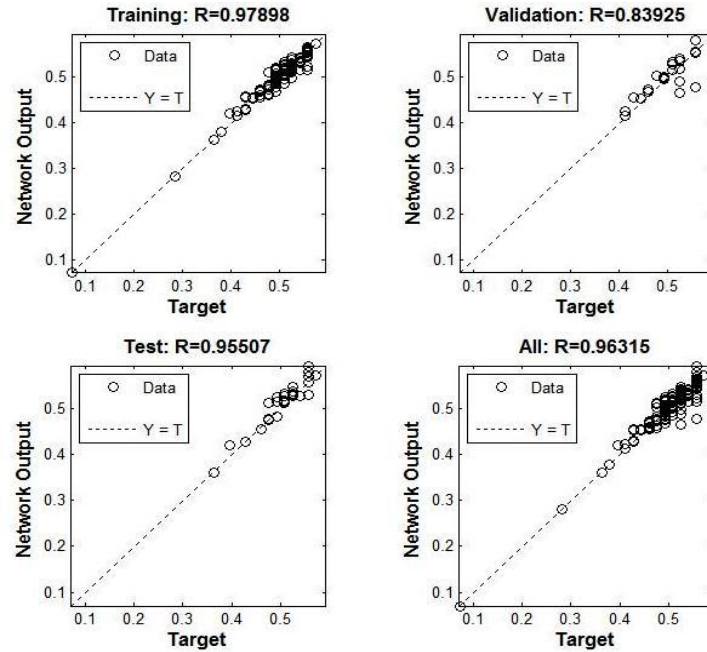 Training: R=0.97898
Data
Y = T
Network Output
0.5
0.4
0.3
0.2
0.1
0.1 0.2 0.3 0.4 0.5
Target
Validation: R=0.83925
Data
Y = T
Network Output
0.5
0.4
0.3
0.2
0.1
0.1 0.2 0.3 0.4 0.5
Target
Test: R=0.95507
Data
Y = T
Network Output
0.5
0.4
0.3
0.2
0.1
0.1 0.2 0.3 0.4 0.5
Target
All: R=0.96315
Data
Y = T
Network Output
0.5
0.4
0.3
0.2
0.1
0.1 0.2 0.3 0.4 0.5
Target